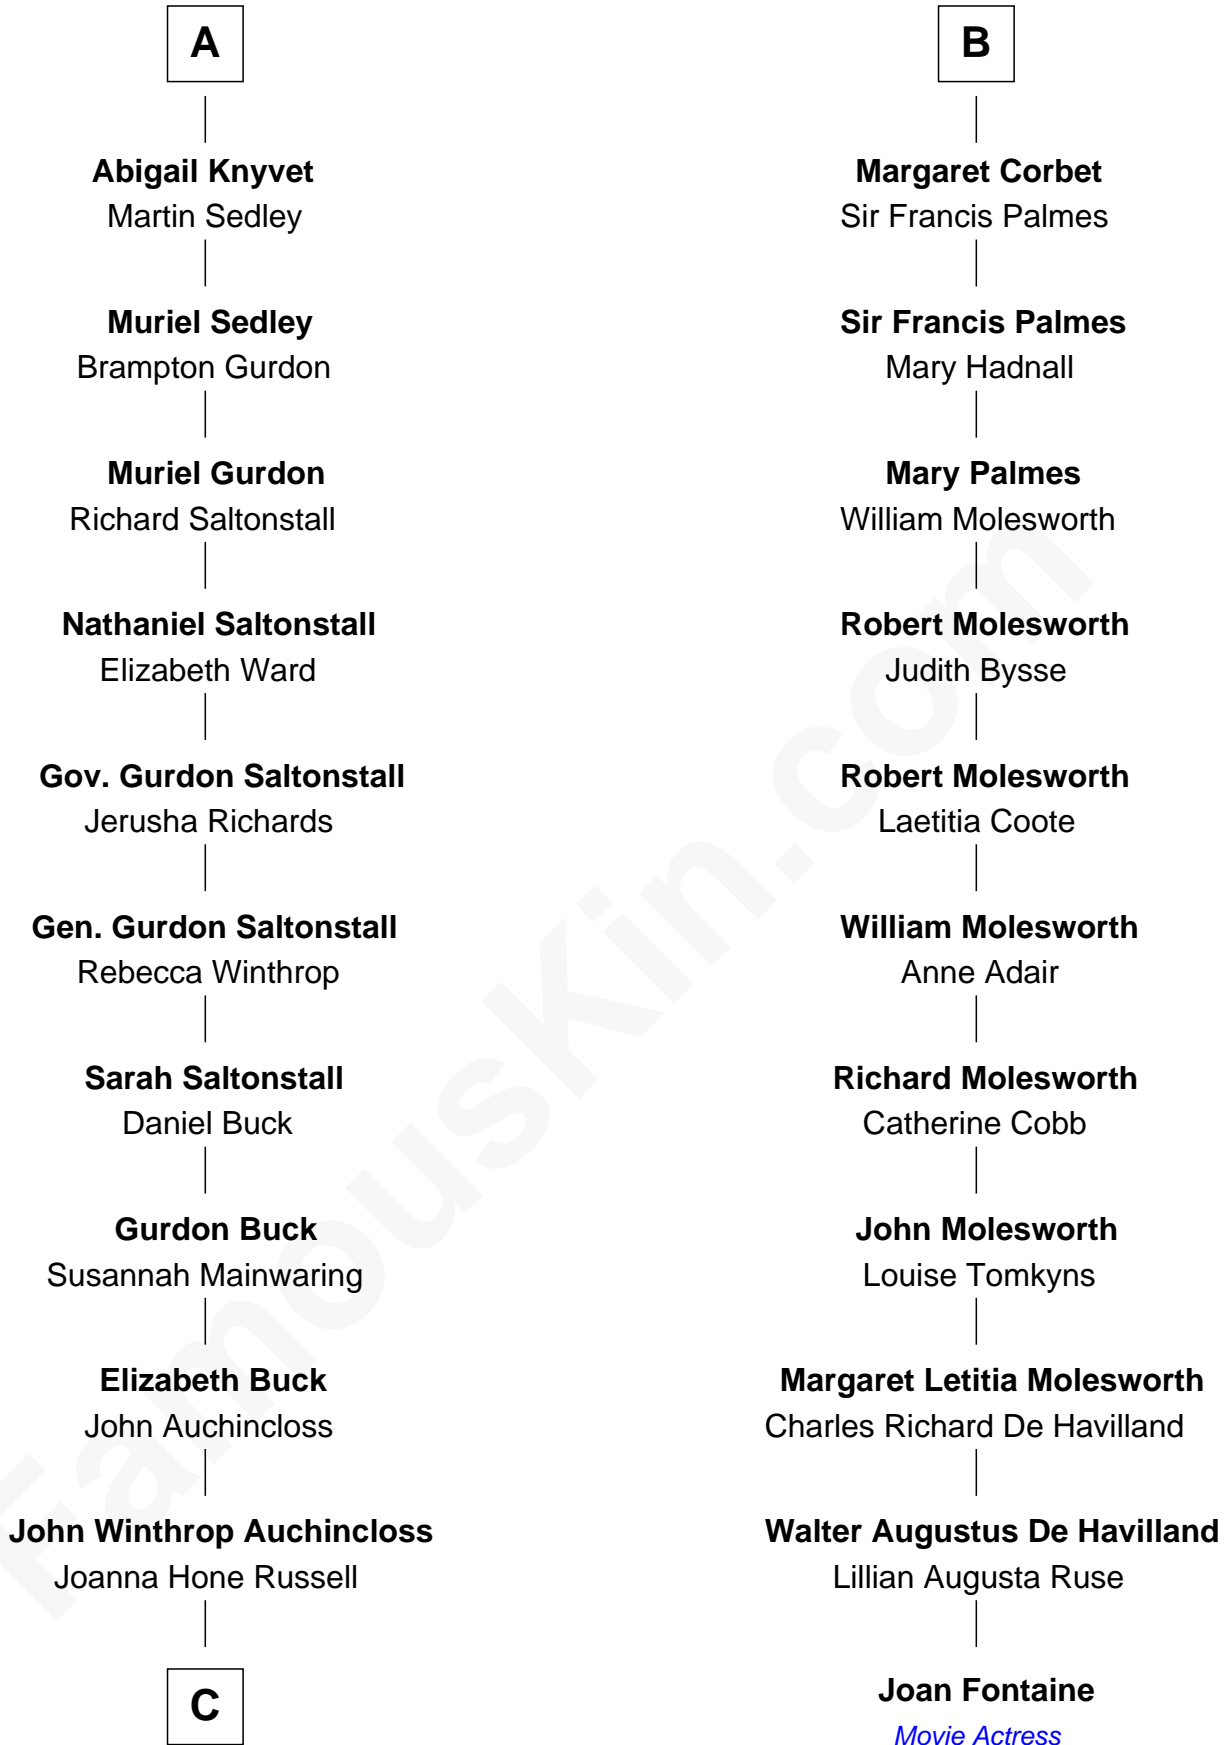 A
Abigail Knyvet
Martin Sedley
Muriel Sedley
Brampton Gurdon
Muriel Gurdon
Richard Saltonstall
Nathaniel Saltonstall
Elizabeth Ward
Gov. Gurdon Saltonstall
Jerusha Richards
Gen. Gurdon Saltonstall
Rebecca Winthrop
Sarah Saltonstall
Daniel Buck
Gurdon Buck
Susannah Mainwaring
Elizabeth Buck
John Auchincloss
John Winthrop Auchincloss
Joanna Hone Russell
C
B
Margaret Corbet
Sir Francis Palmes
Sir Francis Palmes
Mary Hadnall
Mary Palmes
William Molesworth
Robert Molesworth
Judith Bysse
Robert Molesworth
Laetitia Coote
William Molesworth
Anne Adair
Richard Molesworth
Catherine Cobb
John Molesworth
Louise Tomkyns
Margaret Letitia Molesworth
Charles Richard De Havilland
Walter Augustus De Havilland
Lillian Augusta Ruse
Joan Fontaine
Movie Actress
FamousKin.com